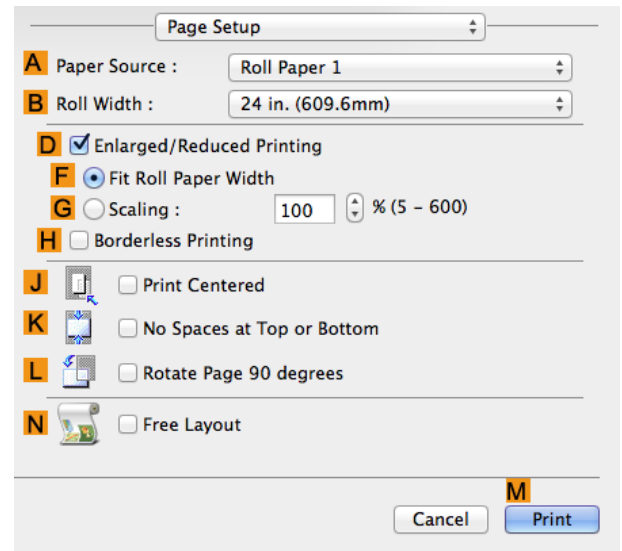 Page Setup
A Paper Source : Roll Paper 1
B Roll Width : 24 in. (609.6mm)
D Enlarged/Reduced Printing
F Fit Roll Paper Width
G Scaling : 100 % (5 - 600)
H Borderless Printing
J Print Centered
K No Spaces at Top or Bottom
L Rotate Page 90 degrees
N Free Layout
M
Cancel Print